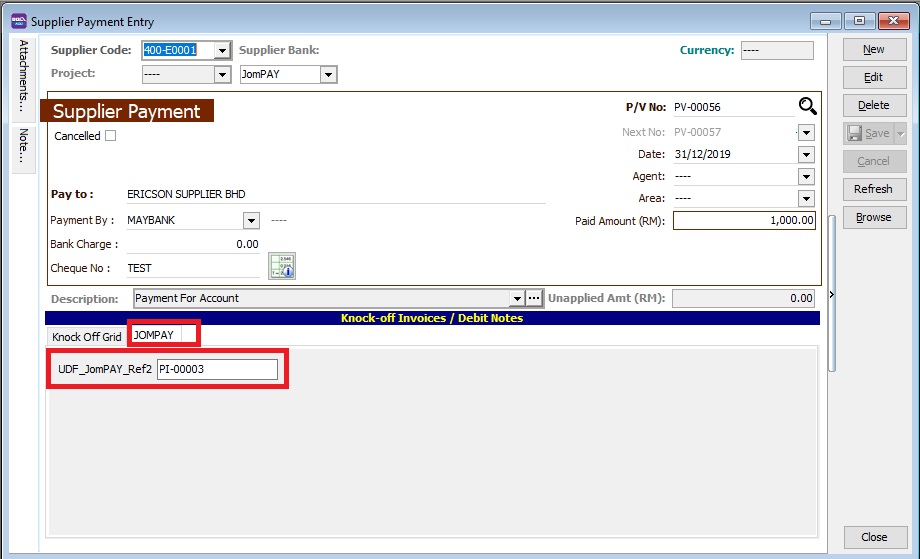 Supplier Payment Entry
Attachments...
Note...
Supplier Code: 400-E0001 Supplier Bank: Currency: ----
Project: ---- JomPAY
Supplier Payment
Cancelled
P/V No: PV-00056
Next No: PV-00057
Date: 31/12/2019
Agent: ----
Area: ----
Pay to : ERICSON SUPPLIER BHD
Payment By : MAYBANK ----
Paid Amount (RM): 1,000.00
Bank Charge : 0.00
Cheque No : TEST
Description: Payment For Account ... Unapplied Amt (RM): 0.00
Knock-off Invoices / Debit Notes
Knock Off Grid JOMPAY
UDF_JomPAY_Ref2 PI-00003
New
Edit
Delete
Save
Cancel
Refresh
Browse
Close